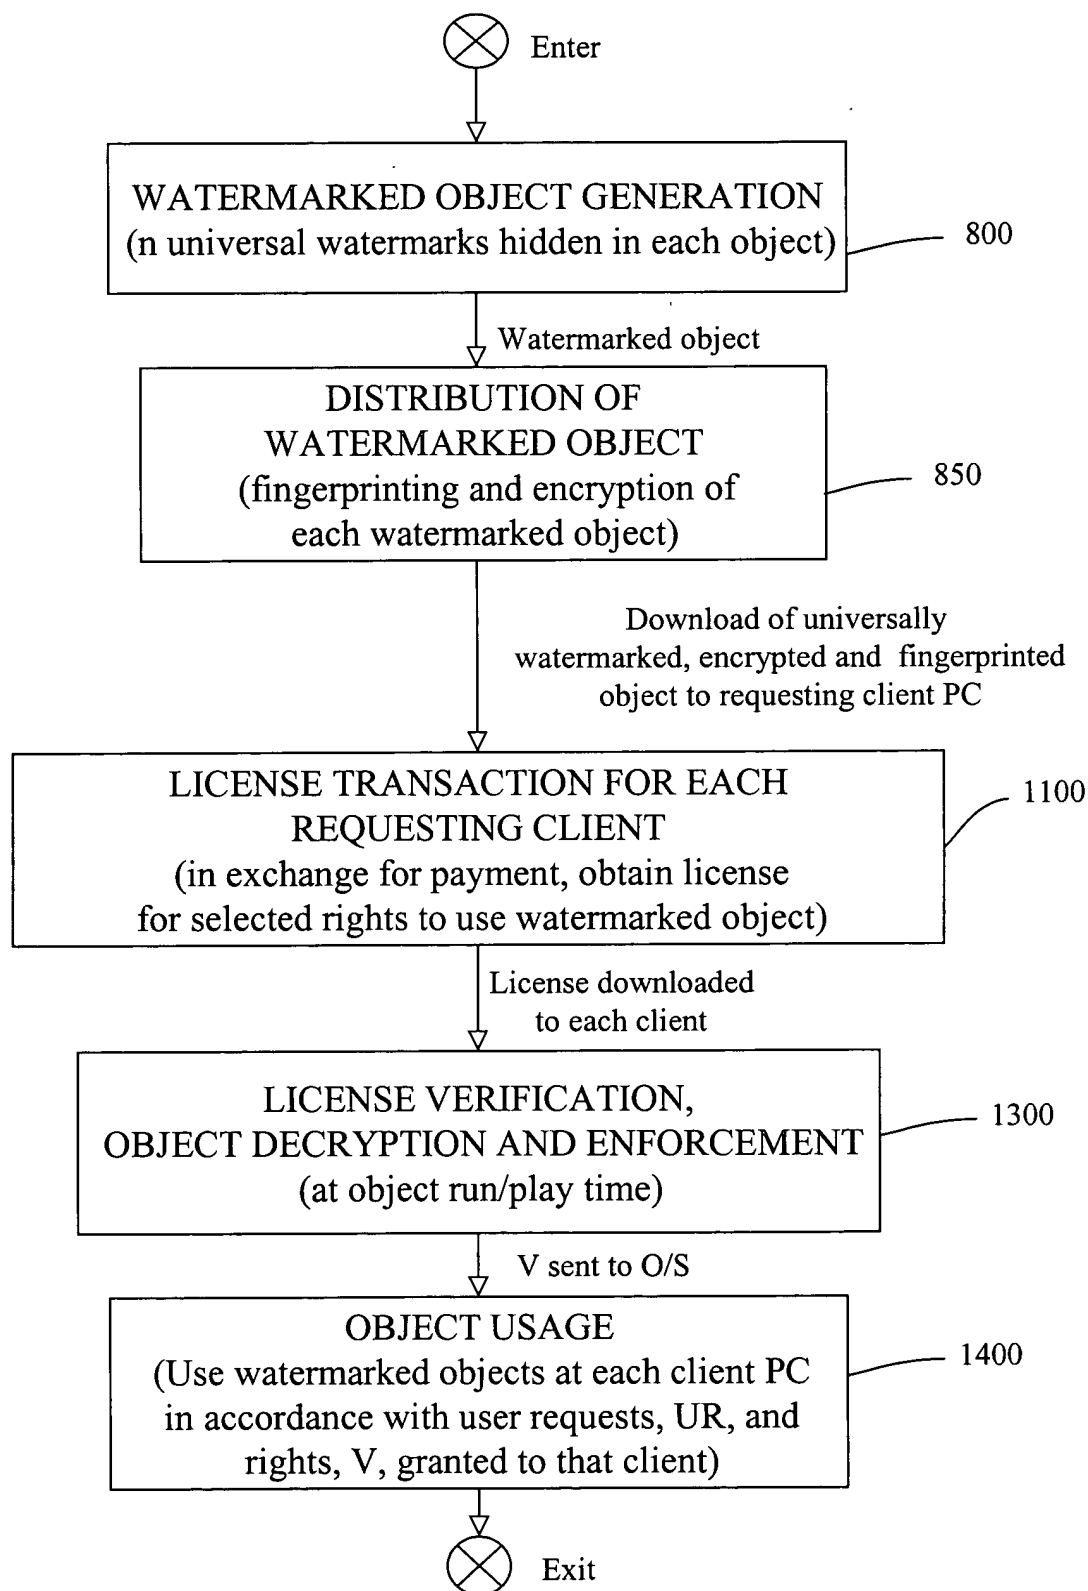 Enter
WATERMARKED OBJECT GENERATION
(n universal watermarks hidden in each object)
800
Watermarked object
DISTRIBUTION OF
WATERMARKED OBJECT
(fingerprinting and encryption of
each watermarked object)
850
Download of universally
watermarked, encrypted and fingerprinted
object to requesting client PC
LICENSE TRANSACTION FOR EACH
REQUESTING CLIENT
(in exchange for payment, obtain license
for selected rights to use watermarked object)
1100
License downloaded
to each client
LICENSE VERIFICATION,
OBJECT DECRYPTION AND ENFORCEMENT
(at object run/play time)
1300
V sent to O/S
OBJECT USAGE
(Use watermarked objects at each client PC
in accordance with user requests, UR, and
rights, V, granted to that client)
1400
Exit